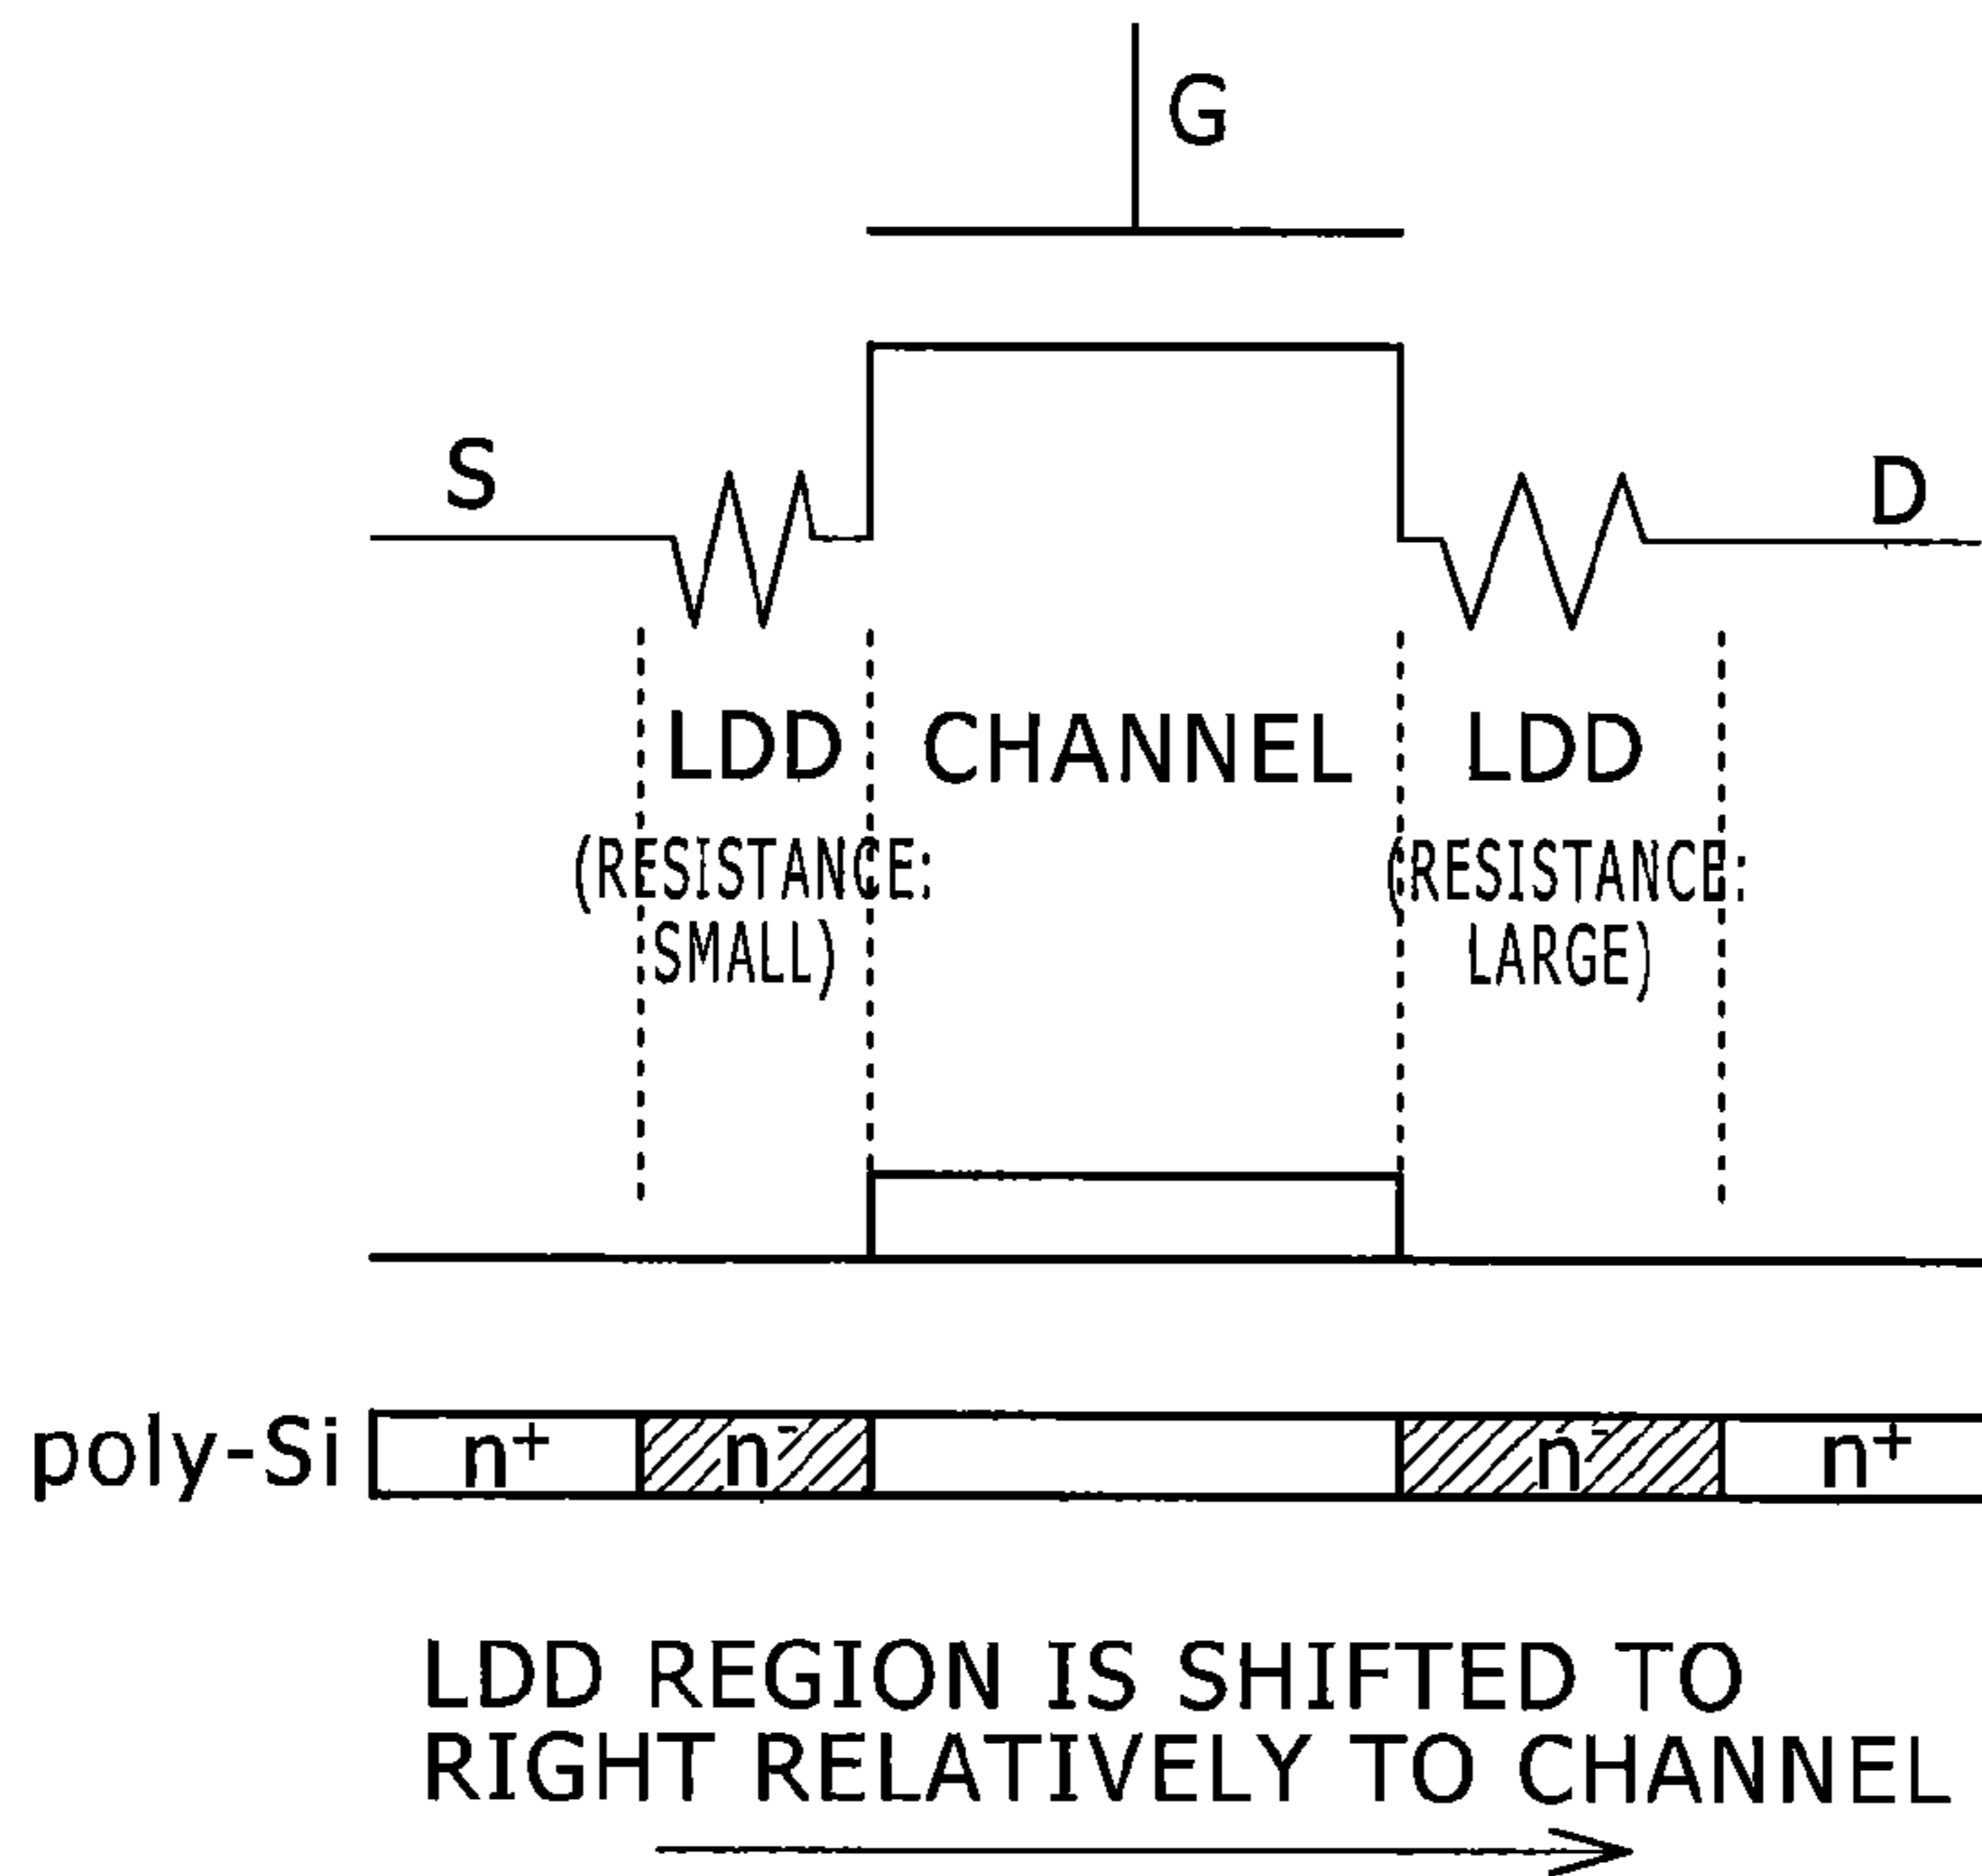 G
S
D
LDD CHANNEL LDD
(RESISTANCE: (RESISTANCE:
SMALL) LARGE)
poly-Si n⁺ n⁻ n⁻ n⁺
LDD REGION IS SHIFTED TO
RIGHT RELATIVELY TO CHANNEL